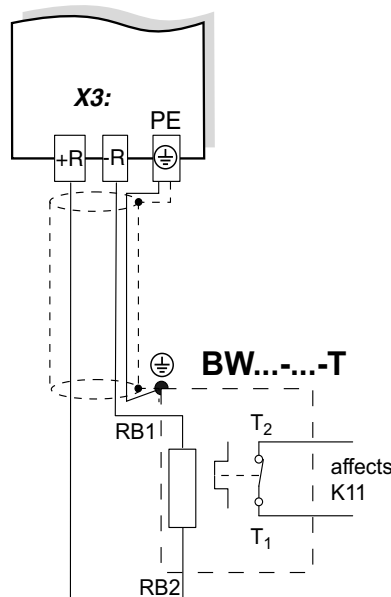 X3:
PE
+R
-R
BW...-...-T
RB1
T2
affects
K11
T1
RB2